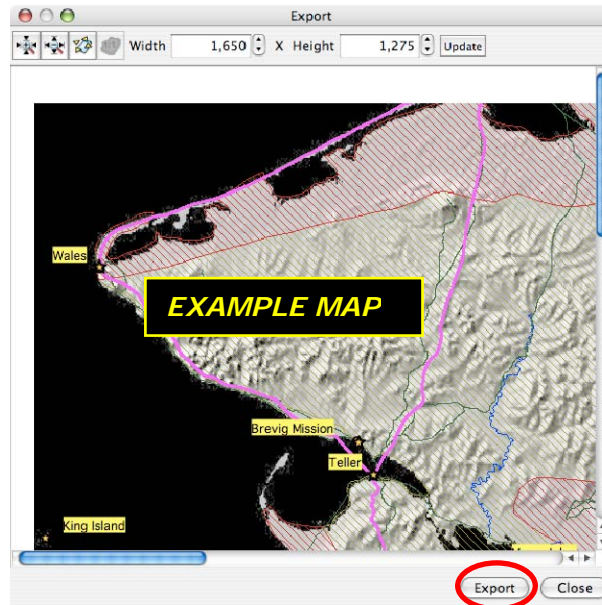 Export
Width 1,650 X Height 1,275 Update
Wales
EXAMPLE MAP
Brevig Mission
Teller
King Island
Export Close